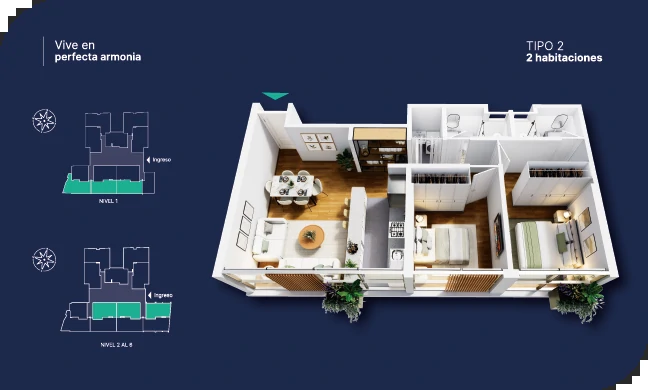 Vive en
perfecta armonia
TIPO 2
2 habitaciones
Ingreso
NIVEL 1
Ingreso
NIVEL 2 AL 6